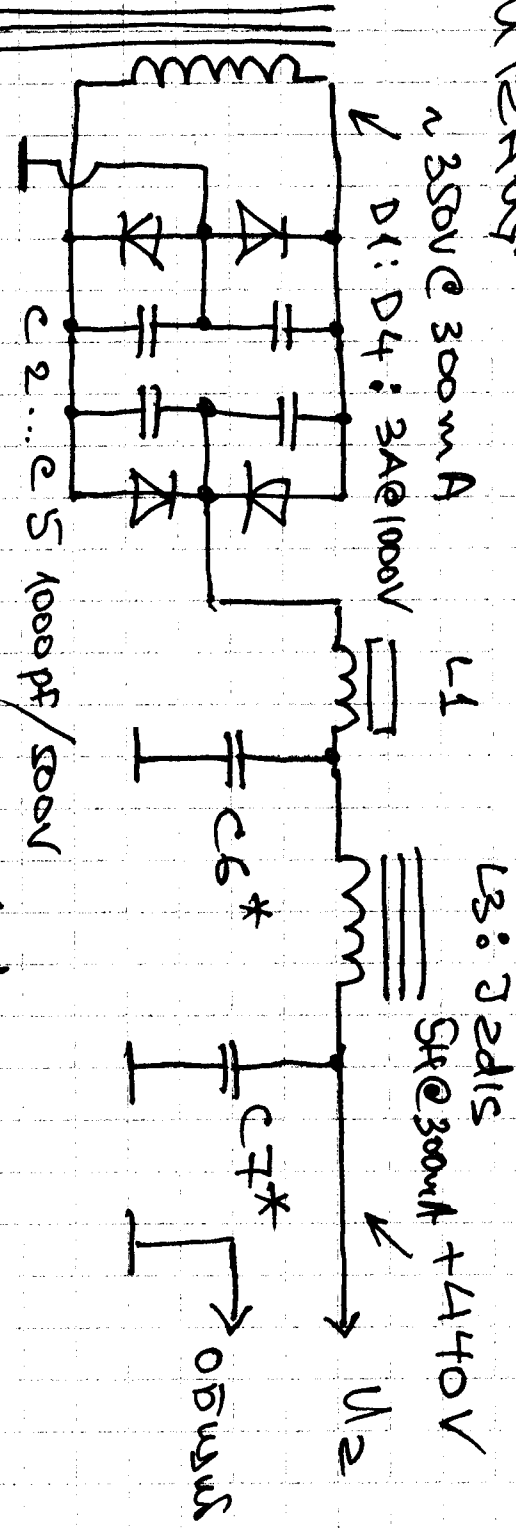 ~ 350V @ 300mA
D1: D4: 3A@1000V
C2...C5 1000pf/500V
L1
C6*
L3: J2d1S
5H@300mA
+440V
C7*
U2
общий